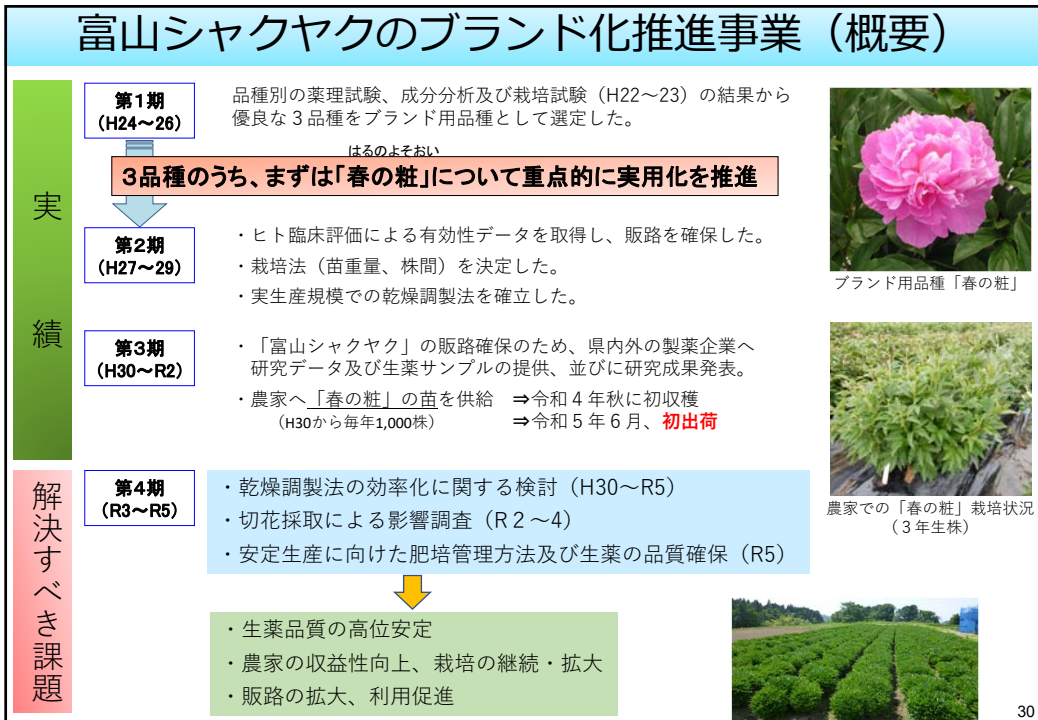 富山シャクヤクのブランド化推進事業（概要）
実績
第1期
(H24～26)
品種別の薬理試験、成分分析及び栽培試験（H22～23）の結果から
優良な３品種をブランド用品種として選定した。
はるのよそおい
３品種のうち、まずは「春の粧」について重点的に実用化を推進
第2期
(H27～29)
・ヒト臨床評価による有効性データを取得し、販路を確保した。
・栽培法（苗重量、株間）を決定した。
・実生産規模での乾燥調製法を確立した。
第3期
(H30～R2)
・「富山シャクヤク」の販路確保のため、県内外の製薬企業へ
研究データ及び生薬サンプルの提供、並びに研究成果発表。
・農家へ「春の粧」の苗を供給　⇒令和４年秋に初収穫
(H30から毎年1,000株)　⇒令和５年６月、初出荷
ブランド用品種「春の粧」
農家での「春の粧」栽培状況
（３年生株）
解決すべき課題
第4期
(R3～R5)
・乾燥調製法の効率化に関する検討（H30～R5）
・切花採取による影響調査（R２～4）
・安定生産に向けた肥培管理方法及び生薬の品質確保（R5）
・生薬品質の高位安定
・農家の収益性向上、栽培の継続・拡大
・販路の拡大、利用促進
30